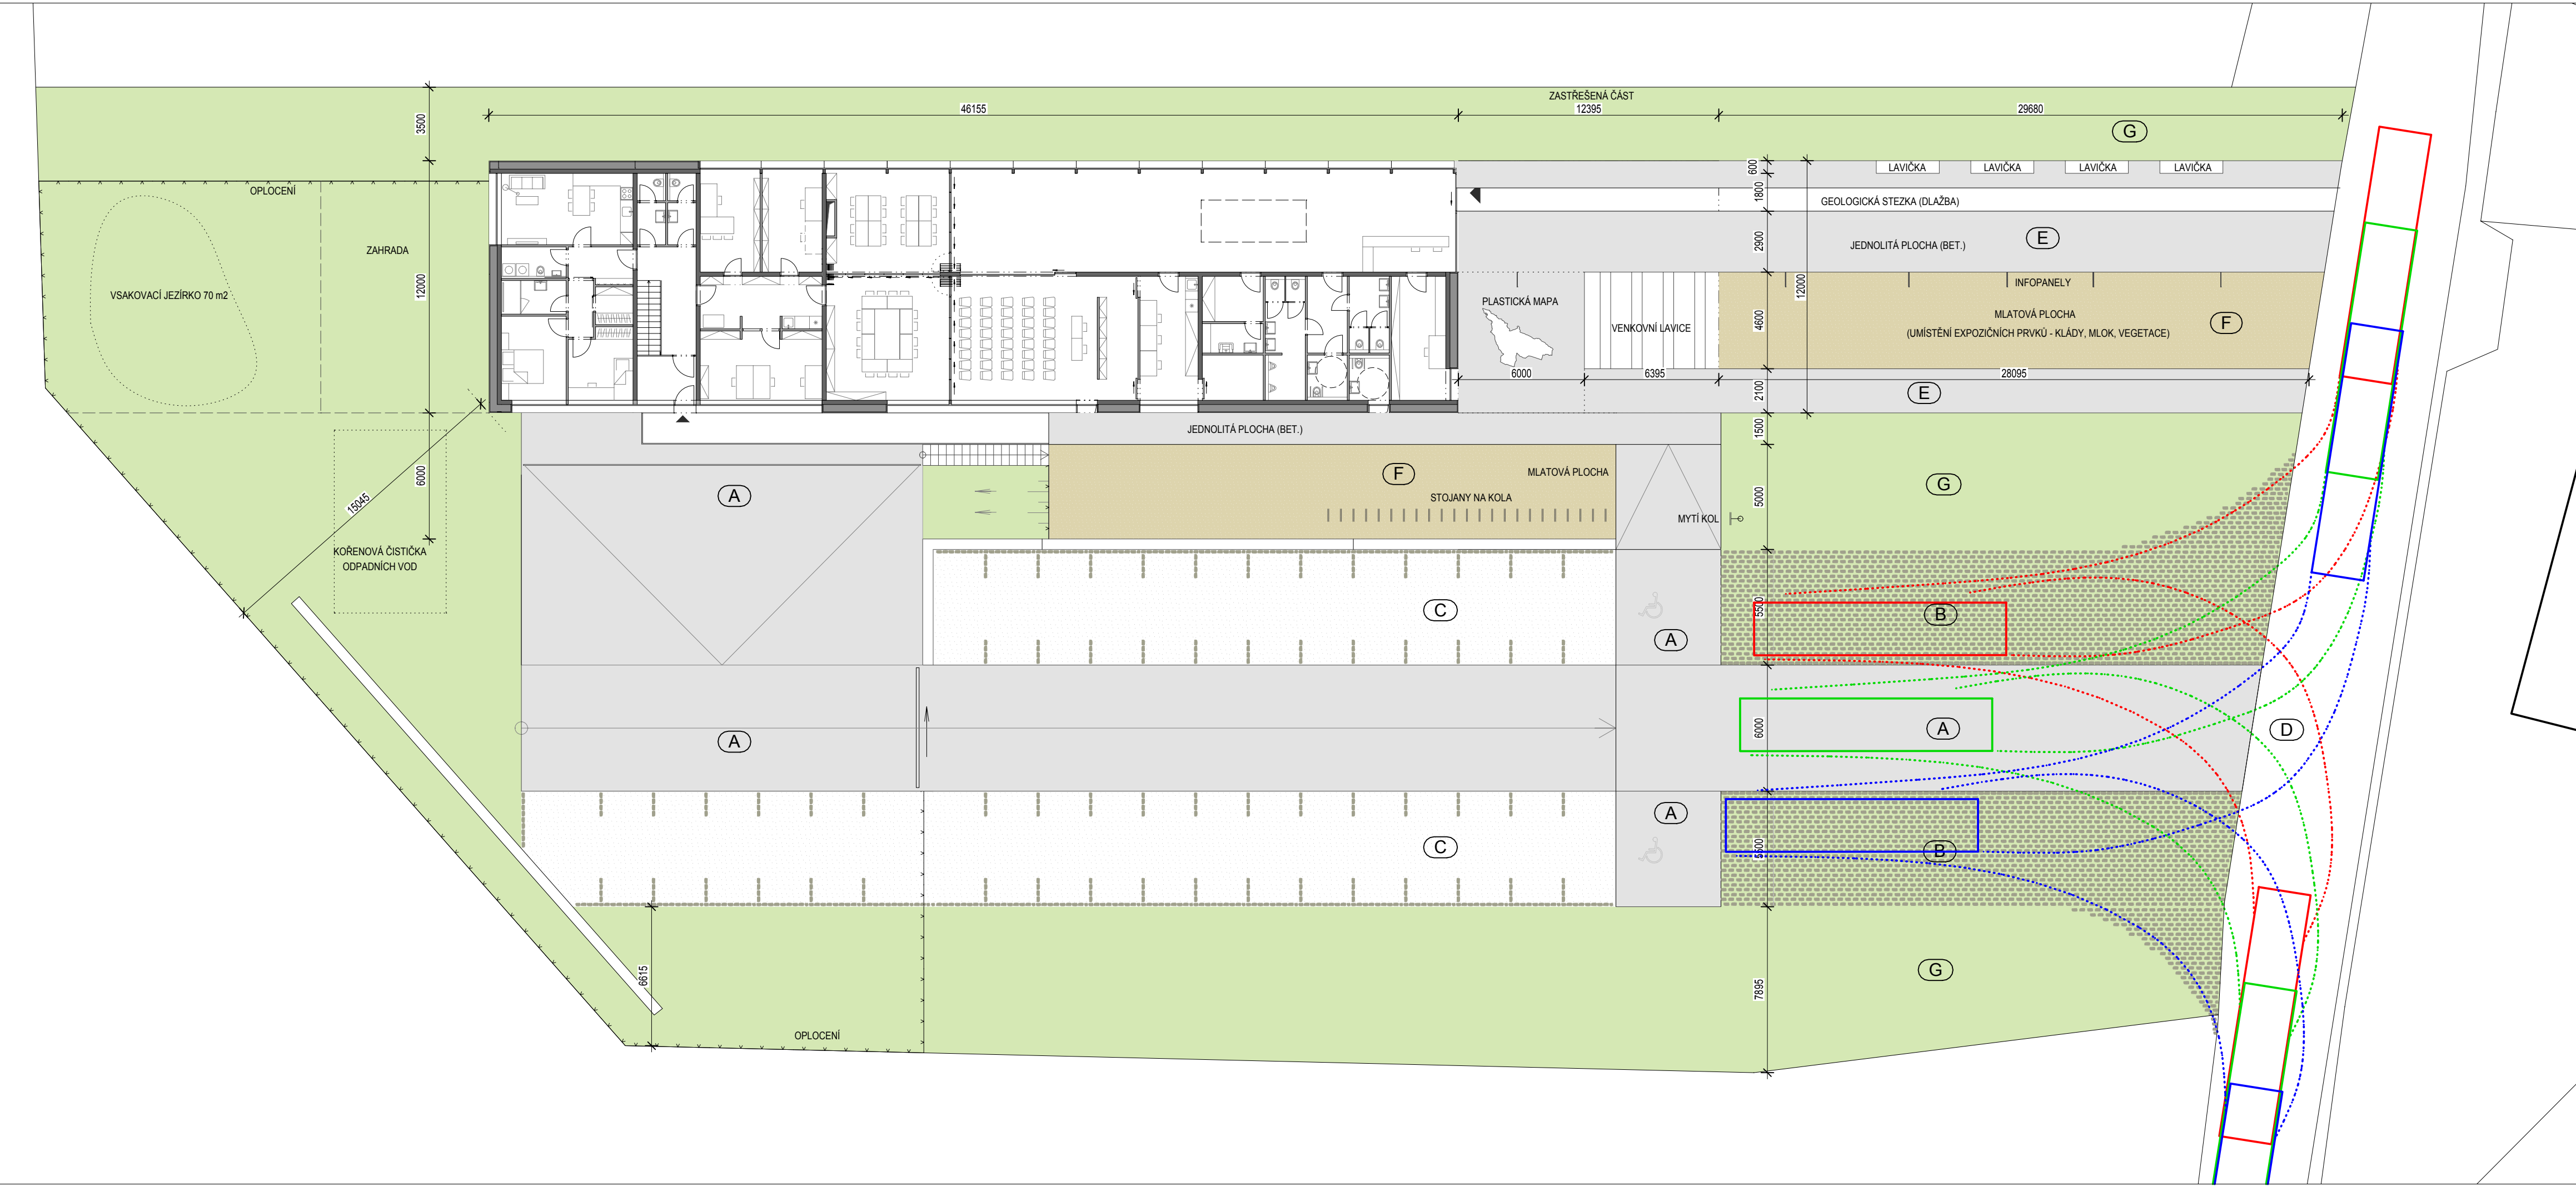 ZASTŘEŠENÁ ČÁST
46155
12395
29680
3500
G
OPLOCENÍ
600
LAVIČKA
LAVIČKA
LAVIČKA
LAVIČKA
1800
GEOLOGICKÁ STEZKA (DLAŽBA)
ZAHRADA
2900
JEDNOLITÁ PLOCHA (BET.)
E
12000
12000
VSAKOVACÍ JEZÍRKO 70 m2
PLASTICKÁ MAPA
INFOPANELY
VENKOVNÍ LAVICE
4600
MLATOVÁ PLOCHA
(UMÍSTĚNÍ EXPOZIČNÍCH PRVKŮ - KLÁDY, MLOK, VEGETACE)
F
6000
6395
28095
2100
E
JEDNOLITÁ PLOCHA (BET.)
1500
6000
15045
A
F
MLATOVÁ PLOCHA
STOJANY NA KOLA
5000
G
MYTÍ KOL
KOŘENOVÁ ČISTIČKA
ODPADNÍCH VOD
C
A
5500
B
A
6000
A
D
A
C
5500
B
6615
7895
G
OPLOCENÍ